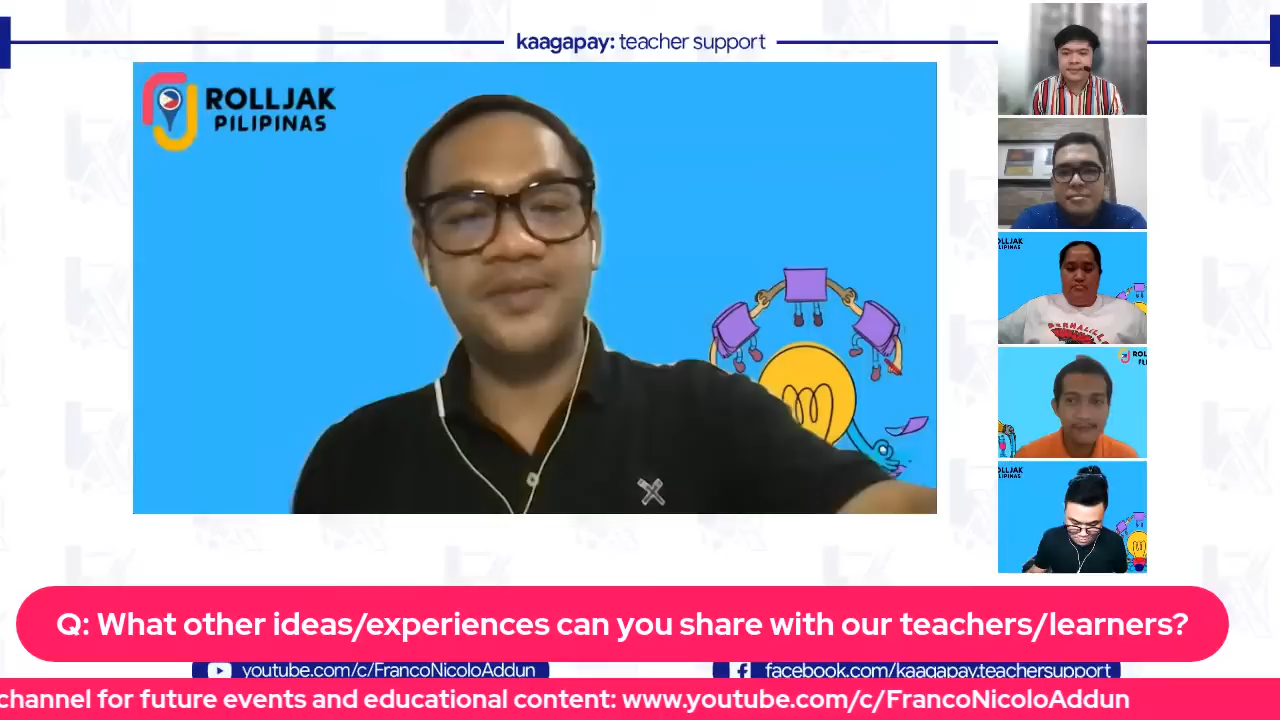 kaagapay: teacher support
ROLLJAK
PILIPINAS
OLLJAK
PILIPINAS
ROLLJAK
PILIPINAS
Q: What other ideas/experiences can you share with our teachers/learners?
youtube.com/c/FrancoNicoloAddun
facebook.com/kaagapay.teachersupport
channel for future events and educational content: www.youtube.com/c/FrancoNicoloAddun